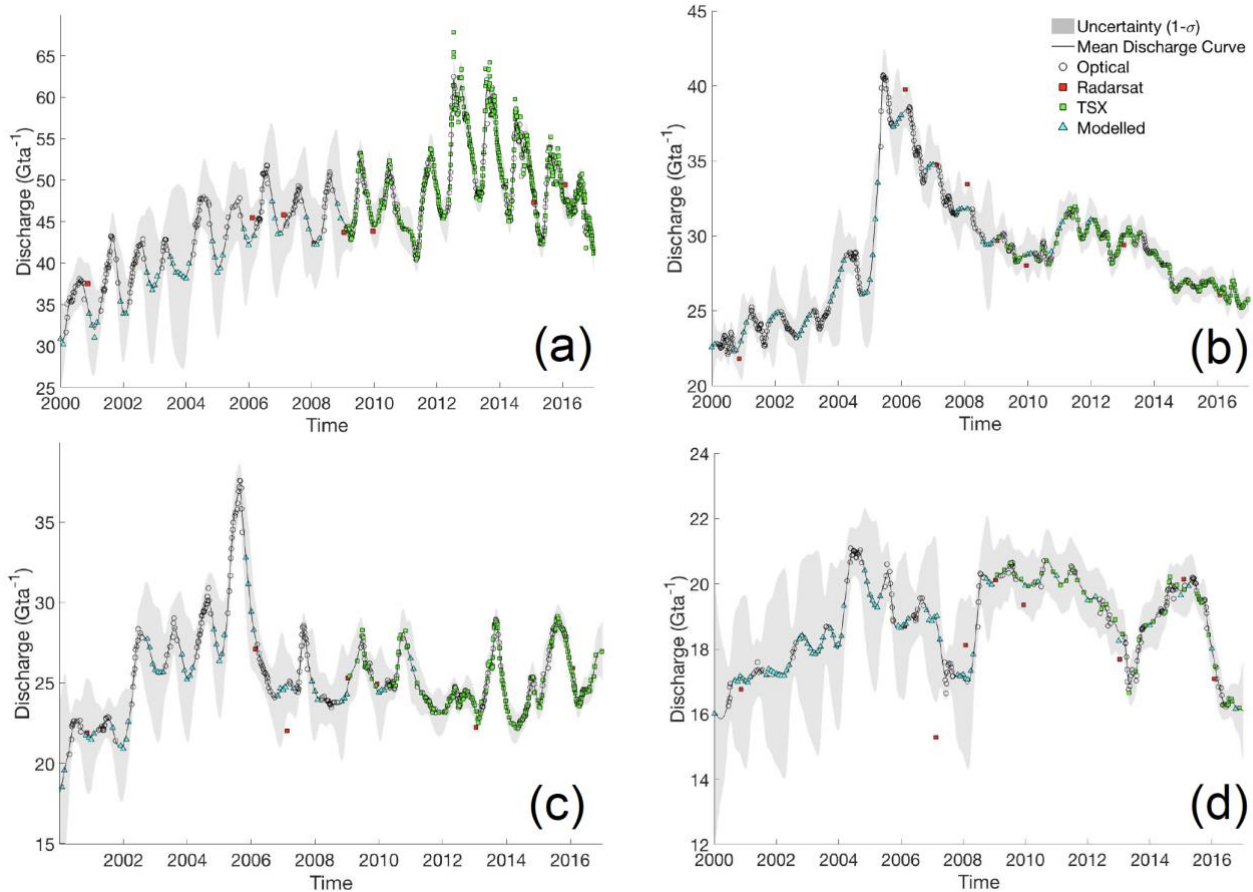 65
60
55
50
45
40
35
30
25
Discharge (Gta⁻¹)
2000 2002 2004 2006 2008 2010 2012 2014 2016
Time
(a)
45
40
35
30
25
20
Discharge (Gta⁻¹)
2000 2002 2004 2006 2008 2010 2012 2014 2016
Time
Uncertainty (1-σ)
Mean Discharge Curve
Optical
Radarsat
TSX
Modelled
(b)
35
30
25
20
15
Discharge (Gta⁻¹)
2002 2004 2006 2008 2010 2012 2014 2016
Time
(c)
24
22
20
18
16
14
12
Discharge (Gta⁻¹)
2000 2002 2004 2006 2008 2010 2012 2014 2016
Time
(d)